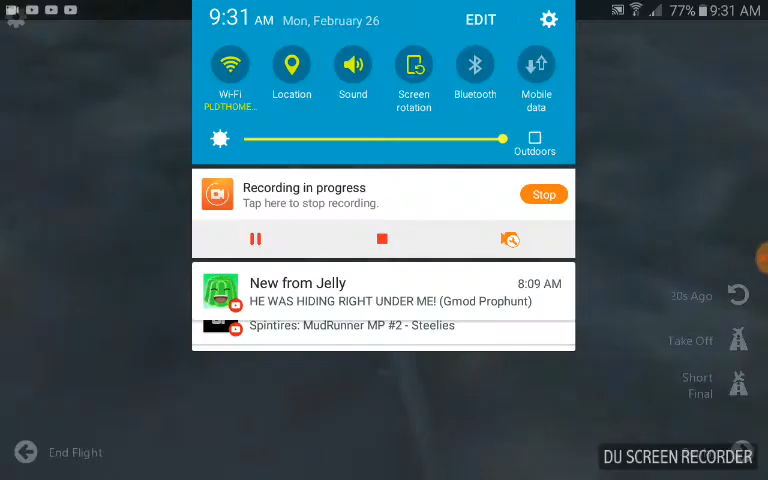 9:31 AM Mon, February 26 EDIT
77% 9:31 AM
Wi-Fi
PLDTHOME...
Location
Sound
Screen
rotation
Bluetooth
Mobile
data
Outdoors
Recording in progress
Tap here to stop recording.
Stop
New from Jelly 8:09 AM
HE WAS HIDING RIGHT UNDER ME! (Gmod Prophunt)
Spintires: MudRunner MP #2 - Steelies
20s Ago
Take Off
Short
Final
End Flight
DU SCREEN RECORDER